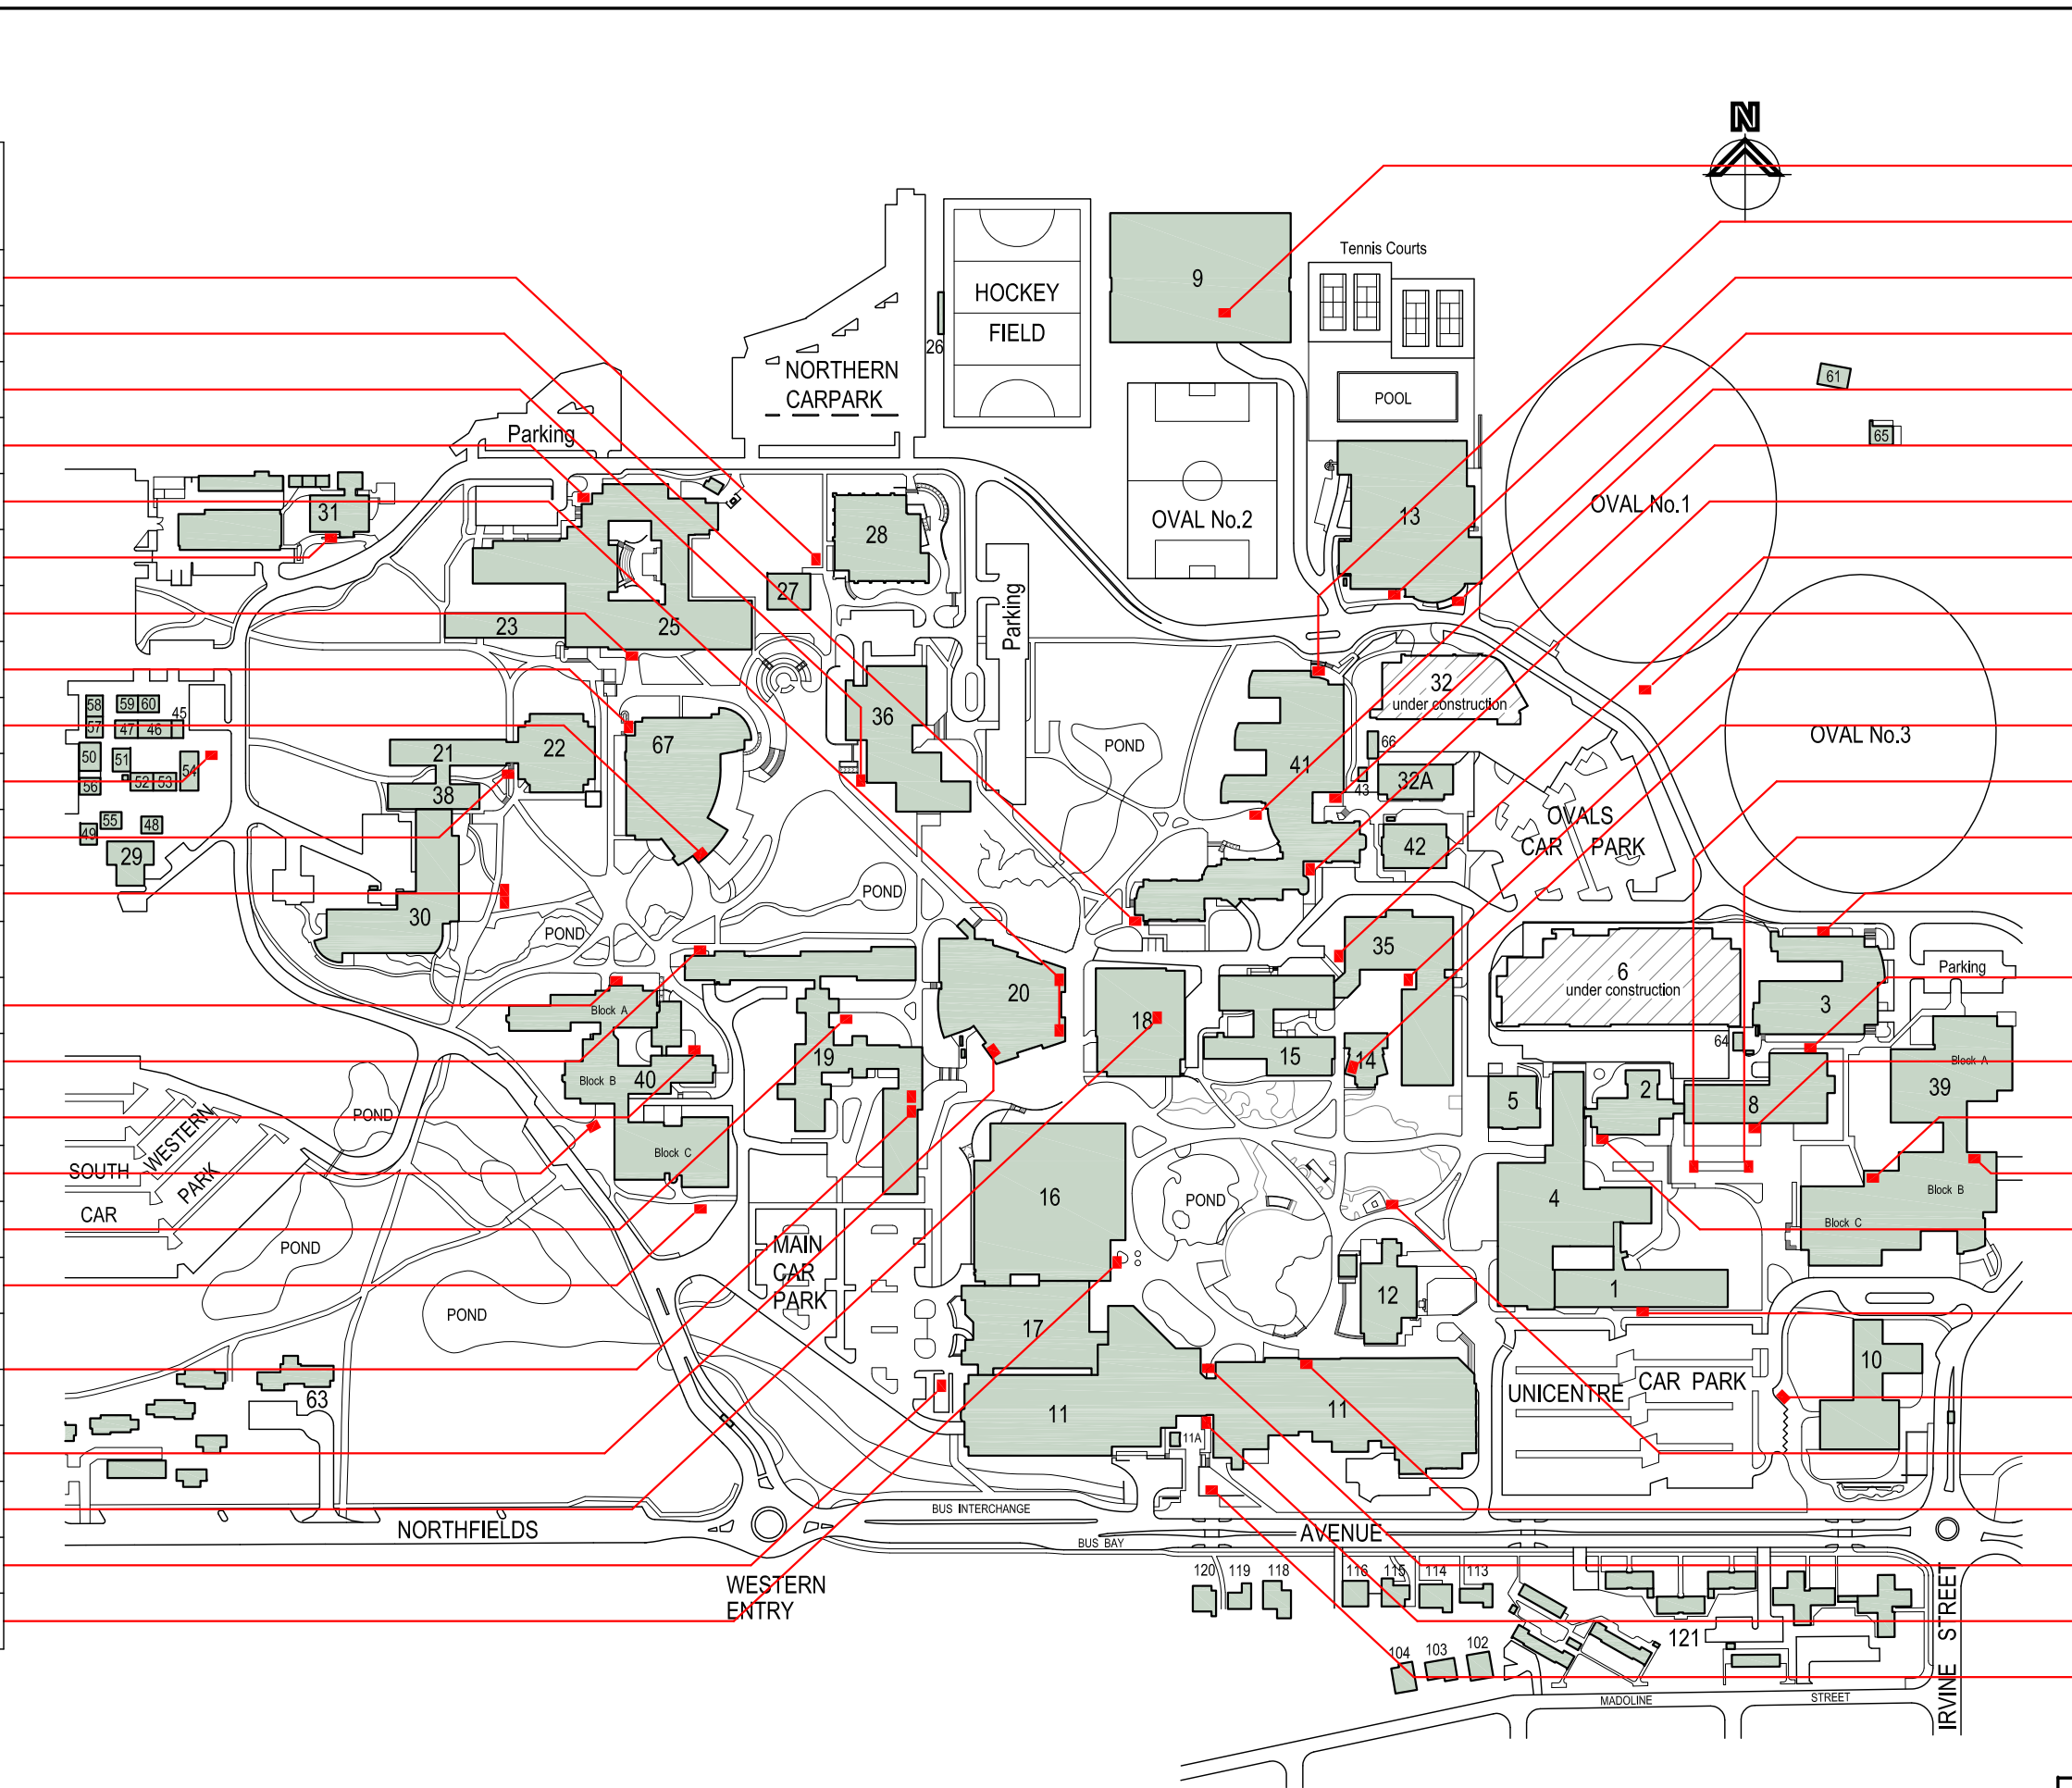 N
Tennis Courts
9
HOCKEY
FIELD
26
NORTHERN
CARPARK
POOL
61
65
Parking
OVAL No.1
OVAL No.2
13
31
28
27
Parking
23
25
32
under construction
OVAL No.3
58
59
60
45
57
47
46
36
66
POND
21
22
67
41
50
51
54
52
53
56
38
43
32A
55
48
49
29
OVALS
CAR PARK
42
POND
30
POND
35
6
under construction
Parking
20
3
Block A
18
64
19
15
14
Block A
Block B
40
39
2
5
8
POND
WESTERN
SOUTH
PARK
CAR
Block C
16
POND
4
Block B
Block C
POND
MAIN
CAR
PARK
12
1
POND
17
10
63
UNICENTRE CAR PARK
11
11
11A
BUS INTERCHANGE
NORTHFIELDS
AVENUE
BUS BAY
WESTERN
ENTRY
120
119
118
116
115
114
113
IRVINE STREET
121
104
103
102
MADOLINE STREET